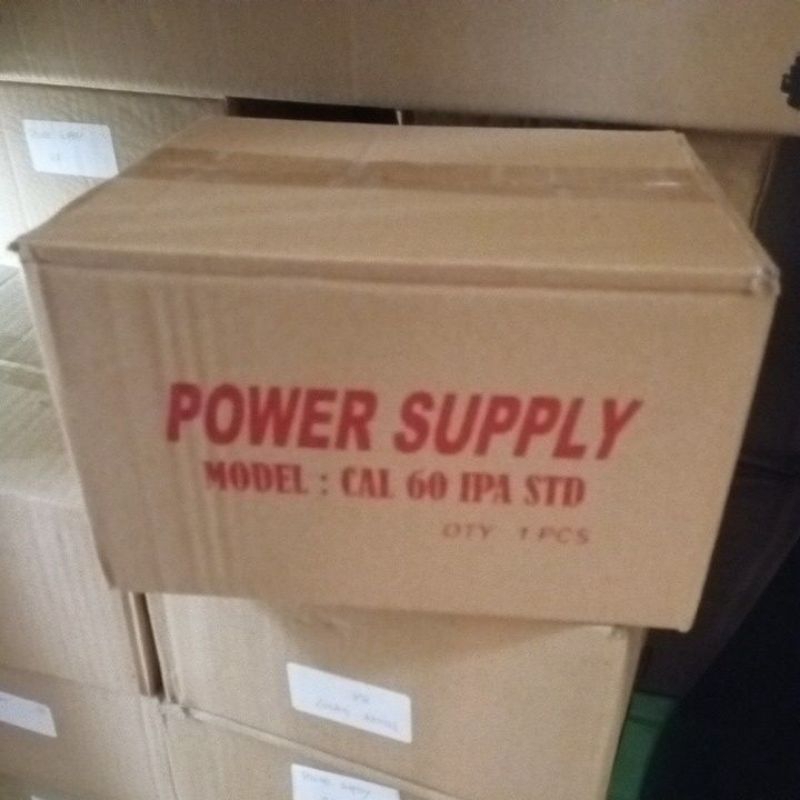 POWER SUPPLY
MODEL : CAL 60 IPA STD
QTY 1 PCS